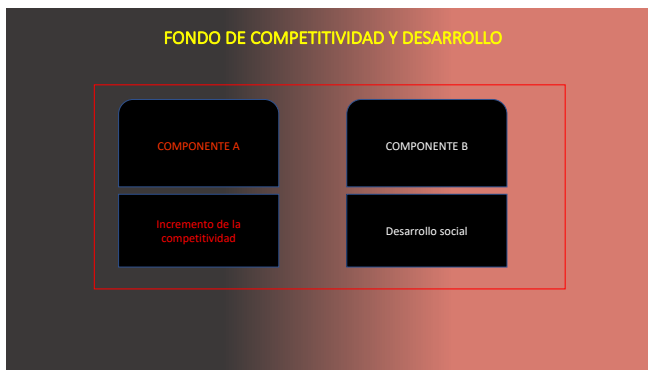 FONDO DE COMPETITIVIDAD Y DESARROLLO
COMPONENTE A
Incremento de la
competitividad
COMPONENTE B
Desarrollo social